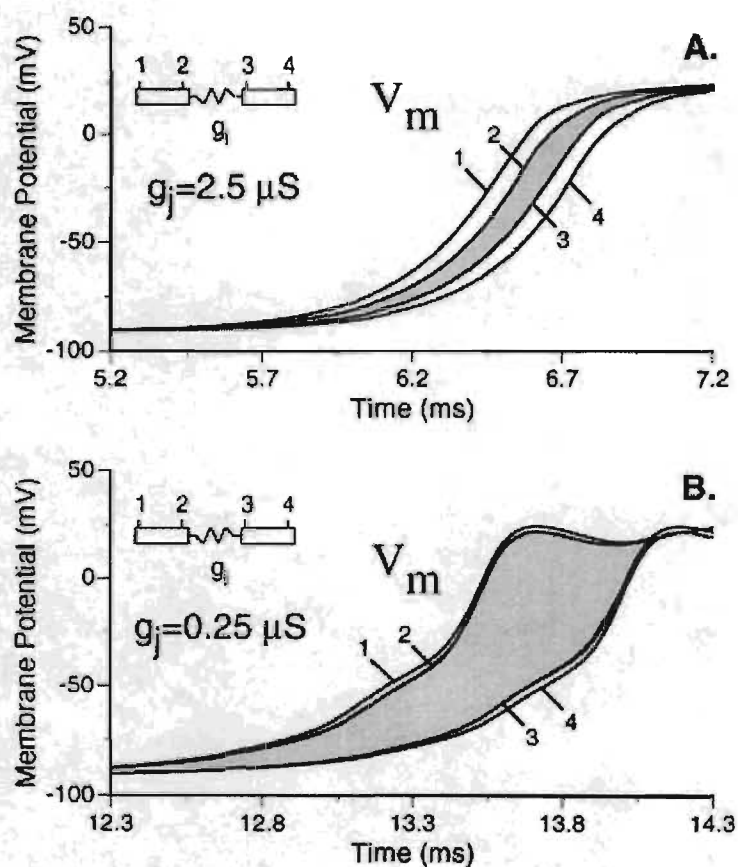 A.
50
0
-50
-100
Membrane Potential (mV)
1 2 3 4
gj
gj=2.5 µS
Vm
1
2
3
4
5.2 5.7 6.2 6.7 7.2
Time (ms)
B.
50
0
-50
-100
Membrane Potential (mV)
1 2 3 4
gj
gj=0.25 µS
Vm
1
2
3
4
12.3 12.8 13.3 13.8 14.3
Time (ms)